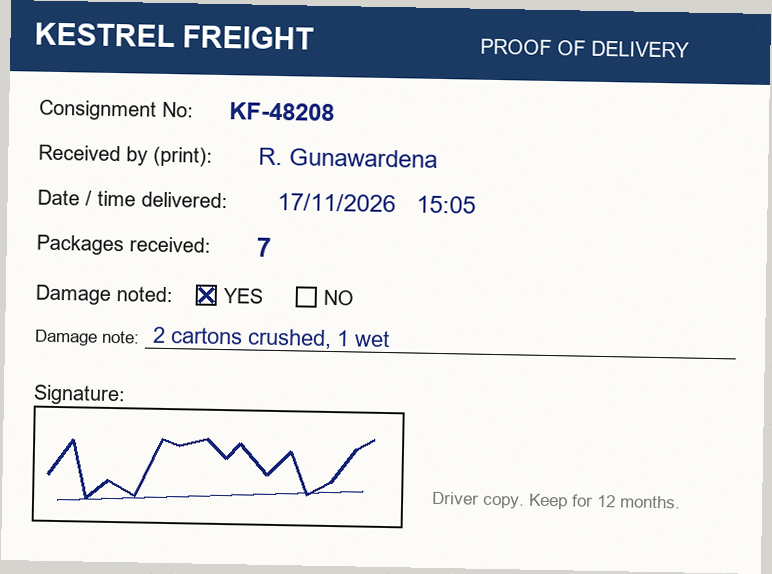 KESTREL FREIGHT PROOF OF DELIVERY
Consignment No: KF-48208
Received by (print): R. Gunawardena
Date / time delivered: 17/11/2026 15:05
Packages received: 7
Damage noted: YES NO
Damage note: 2 cartons crushed, 1 wet
Signature:
Driver copy. Keep for 12 months.